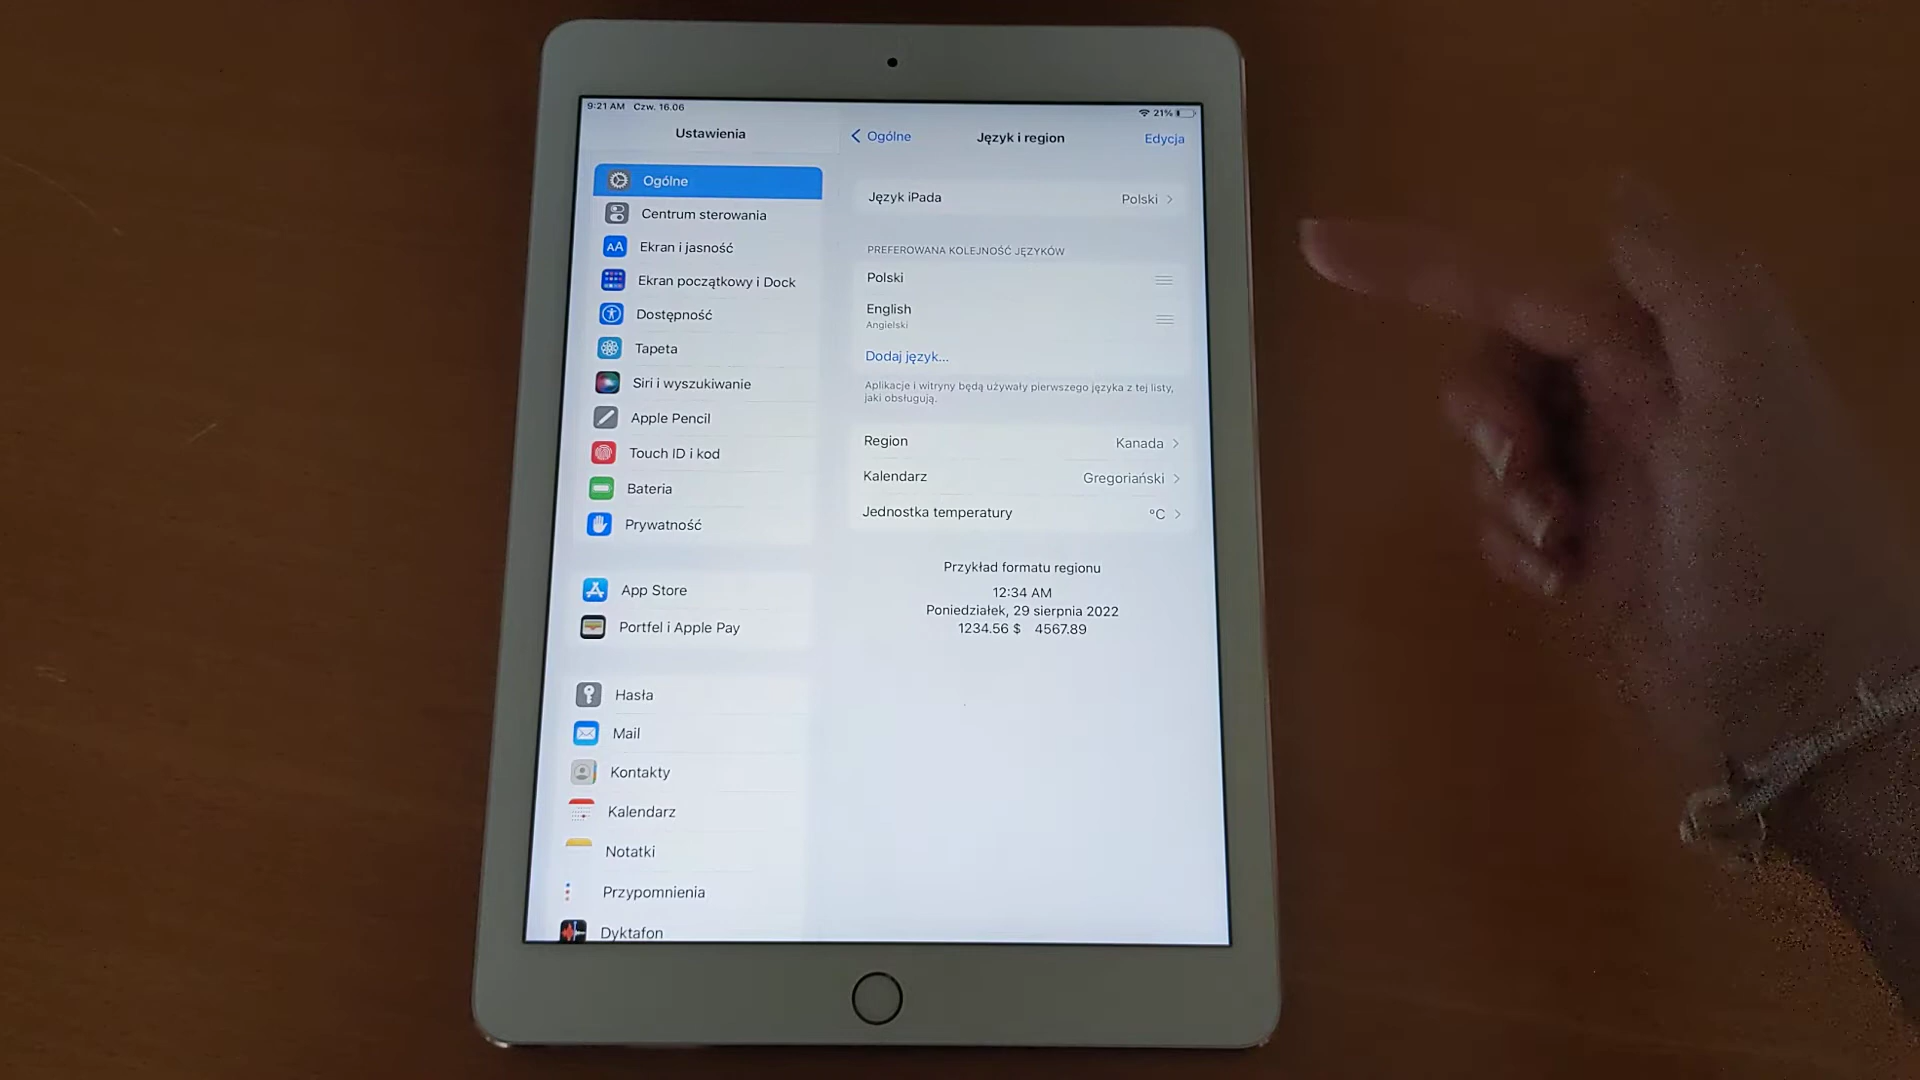 9:21 AM Czw. 16.06
21%
Ustawienia
Ogólne
Centrum sterowania
Ekran i jasność
Ekran początkowy i Dock
Dostępność
Tapeta
Siri i wyszukiwanie
Apple Pencil
Touch ID i kod
Bateria
Prywatność
App Store
Portfel i Apple Pay
Hasła
Mail
Kontakty
Kalendarz
Notatki
Przypomnienia
Dyktafon
Ogólne
Język i region
Edycja
Język iPada Polski
PREFEROWANA KOLEJNOŚĆ JĘZYKÓW
Polski
English
Angielski
Dodaj język...
Aplikacje i witryny będą używały pierwszego języka z tej listy,
jaki obsługują.
Region Kanada
Kalendarz Gregoriański
Jednostka temperatury °C
Przykład formatu regionu
12:34 AM
Poniedziałek, 29 sierpnia 2022
1234.56 $ 4567.89